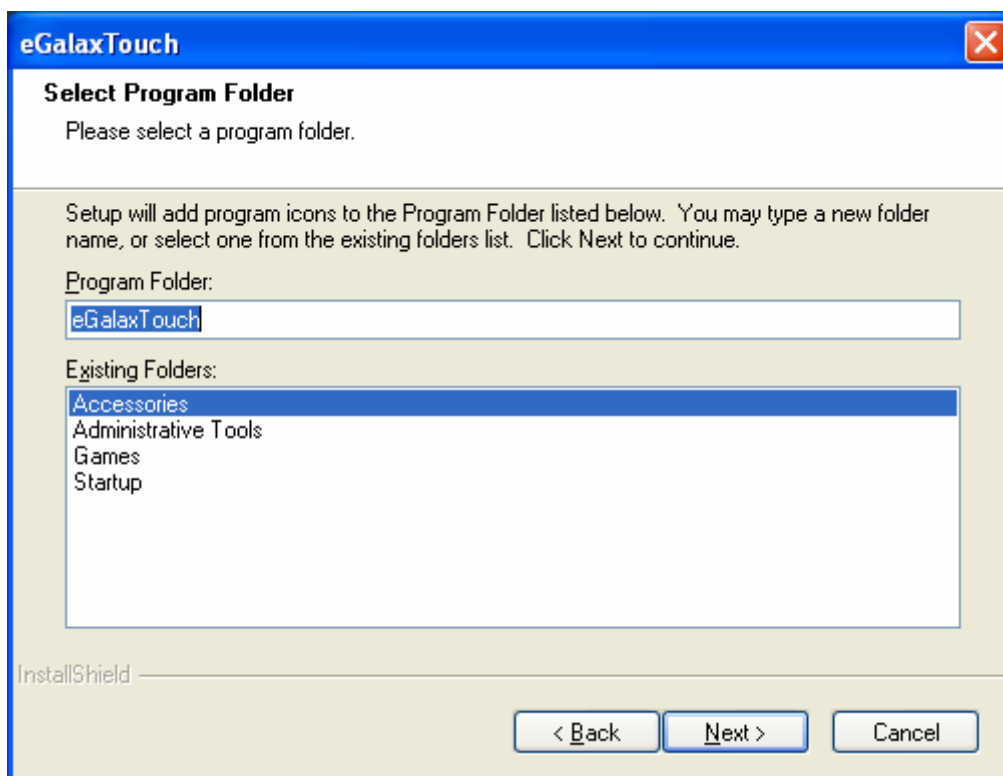 eGalaxTouch
Select Program Folder
Please select a program folder.
Setup will add program icons to the Program Folder listed below. You may type a new folder
name, or select one from the existing folders list. Click Next to continue.
Program Folder:
eGalaxTouch
Existing Folders:
Accessories
Administrative Tools
Games
Startup
InstallShield
< Back Next > Cancel